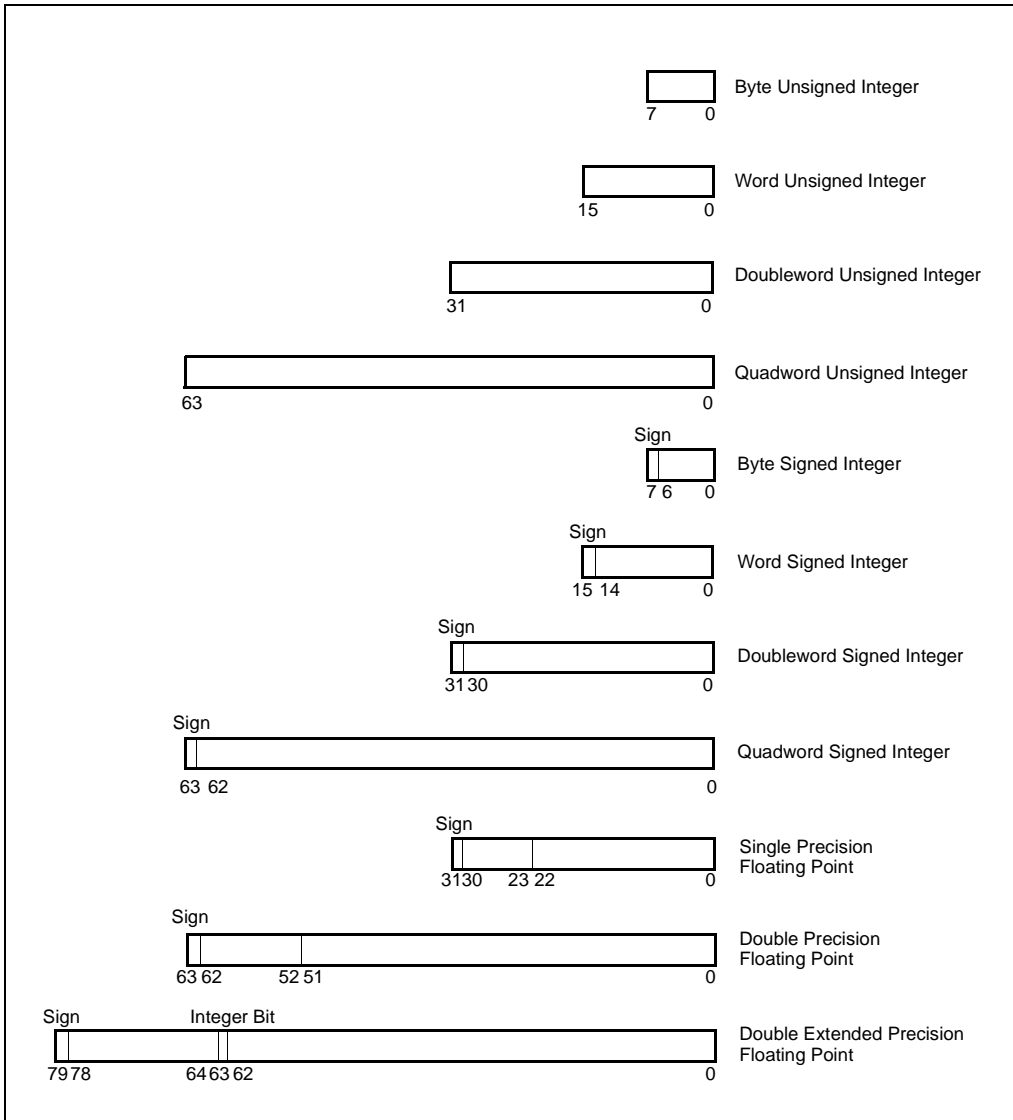 Byte Unsigned Integer
7 0
Word Unsigned Integer
15 0
Doubleword Unsigned Integer
31 0
Quadword Unsigned Integer
63 0
Sign
Byte Signed Integer
7 6 0
Sign
Word Signed Integer
15 14 0
Sign
Doubleword Signed Integer
31 30 0
Sign
Quadword Signed Integer
63 62 0
Sign
Single Precision
Floating Point
31 30 23 22 0
Sign
Double Precision
Floating Point
63 62 52 51 0
Sign Integer Bit
Double Extended Precision
Floating Point
79 78 64 63 62 0